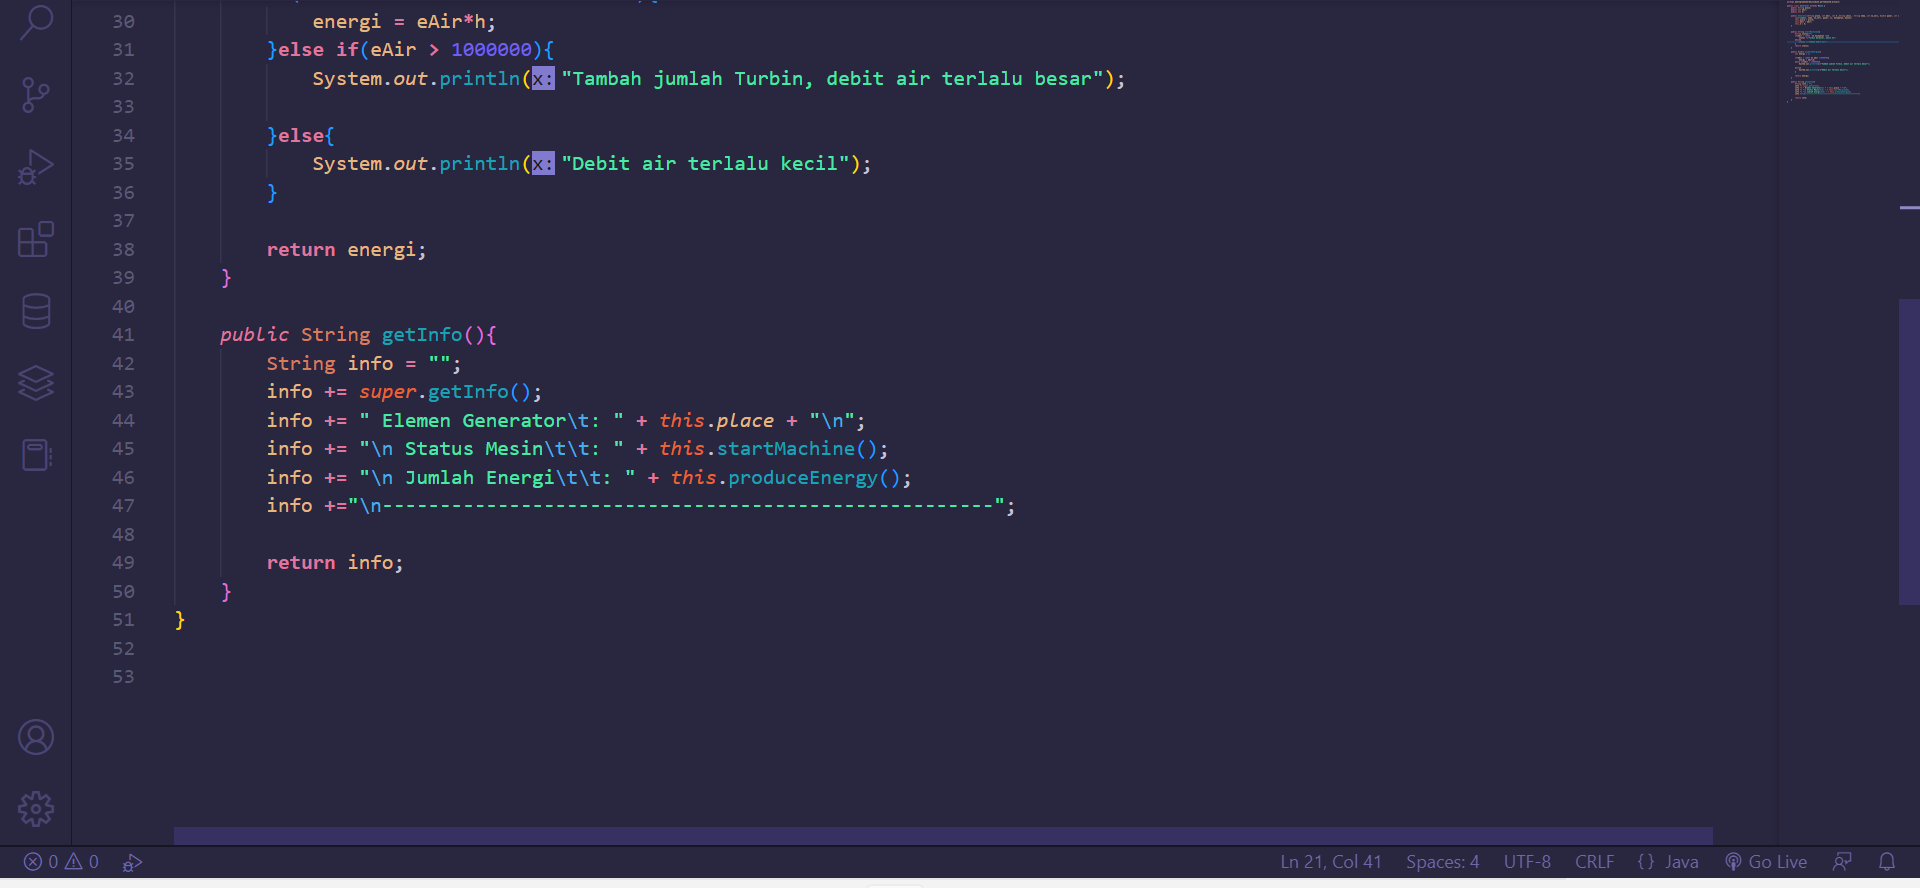 30 energi = eAir*h;
31 }else if(eAir > 1000000){
32 System.out.println(x: "Tambah jumlah Turbin, debit air terlalu besar");
33
34 }else{
35 System.out.println(x: "Debit air terlalu kecil");
36 }
37
38 return energi;
39 }
40
41 public String getInfo(){
42 String info = "";
43 info += super.getInfo();
44 info += " Elemen Generator\t: " + this.place + "\n";
45 info += "\n Status Mesin\t\t: " + this.startMachine();
46 info += "\n Jumlah Energi\t\t: " + this.produceEnergy();
47 info +="\n-----------------------------------------------------";
48
49 return info;
50 }
51 }
52
53
0 0 Ln 21, Col 41 Spaces: 4 UTF-8 CRLF {} Java Go Live